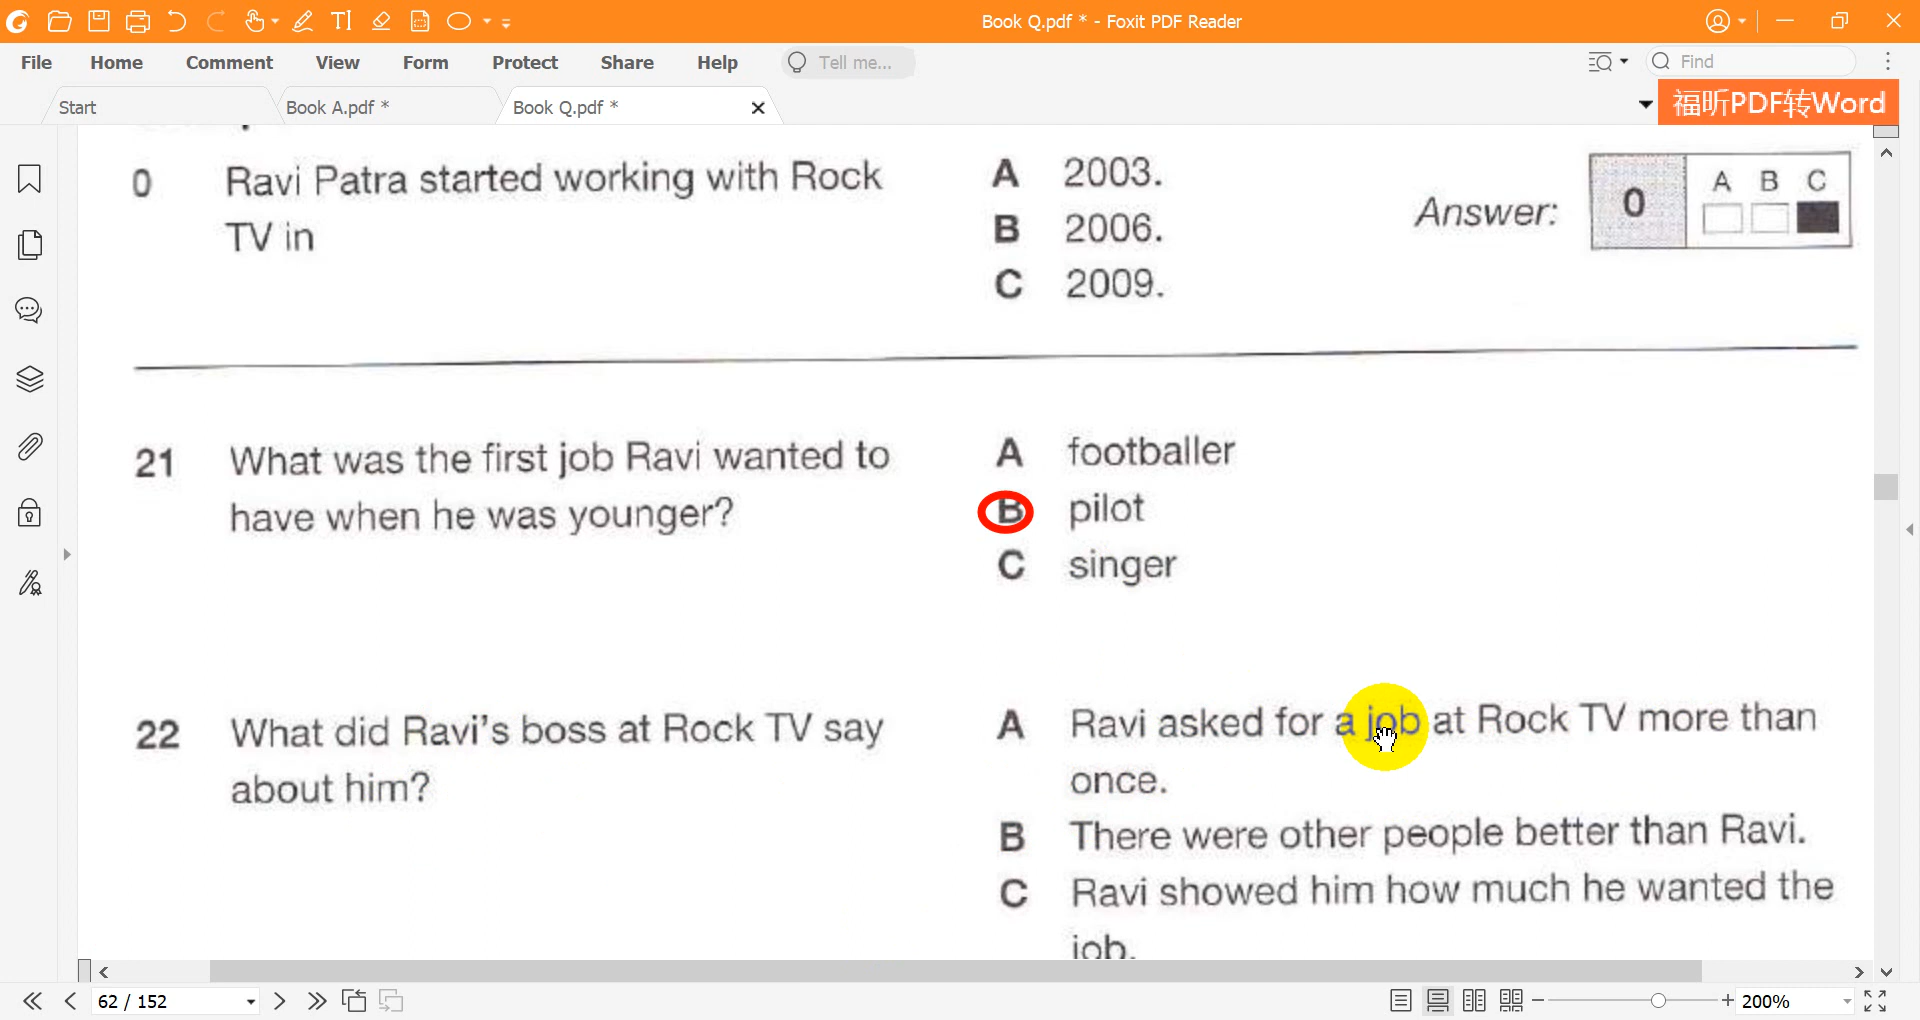 Book Q.pdf * - Foxit PDF Reader
File Home Comment View Form Protect Share Help Tell me... Find
Start Book A.pdf * Book Q.pdf * 福昕PDF转Word
0 Ravi Patra started working with Rock
TV in
A 2003.
B 2006.
C 2009.
Answer: 0 A B C
21 What was the first job Ravi wanted to
have when he was younger?
A footballer
B pilot
C singer
22 What did Ravi's boss at Rock TV say
about him?
A Ravi asked for a job at Rock TV more than
once.
B There were other people better than Ravi.
C Ravi showed him how much he wanted the
job.
62 / 152 200%